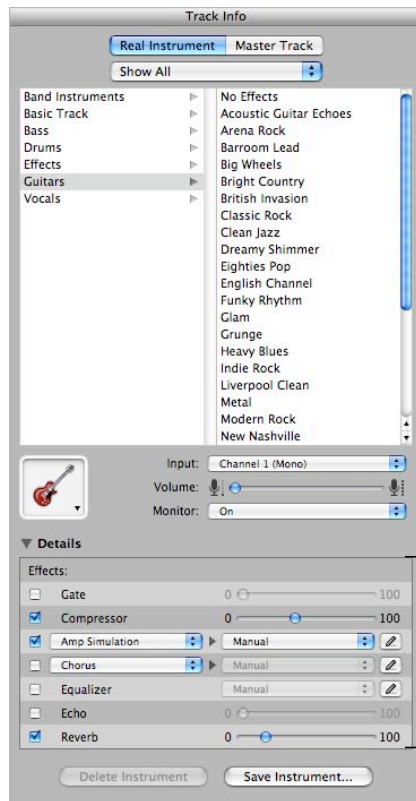 Track Info
Real Instrument Master Track
Show All
Band Instruments
Basic Track
Bass
Drums
Effects
Guitars
Vocals
No Effects
Acoustic Guitar Echoes
Arena Rock
Barroom Lead
Big Wheels
Bright Country
British Invasion
Classic Rock
Clean Jazz
Dreamy Shimmer
Eighties Pop
English Channel
Funky Rhythm
Glam
Grunge
Heavy Blues
Indie Rock
Liverpool Clean
Metal
Modern Rock
New Nashville
Input: Channel 1 (Mono)
Volume:
Monitor: On
Details
Effects:
Gate 0 100
Compressor 0 100
Amp Simulation Manual
Chorus Manual
Equalizer Manual
Echo 0 100
Reverb 0 100
Delete Instrument Save Instrument...